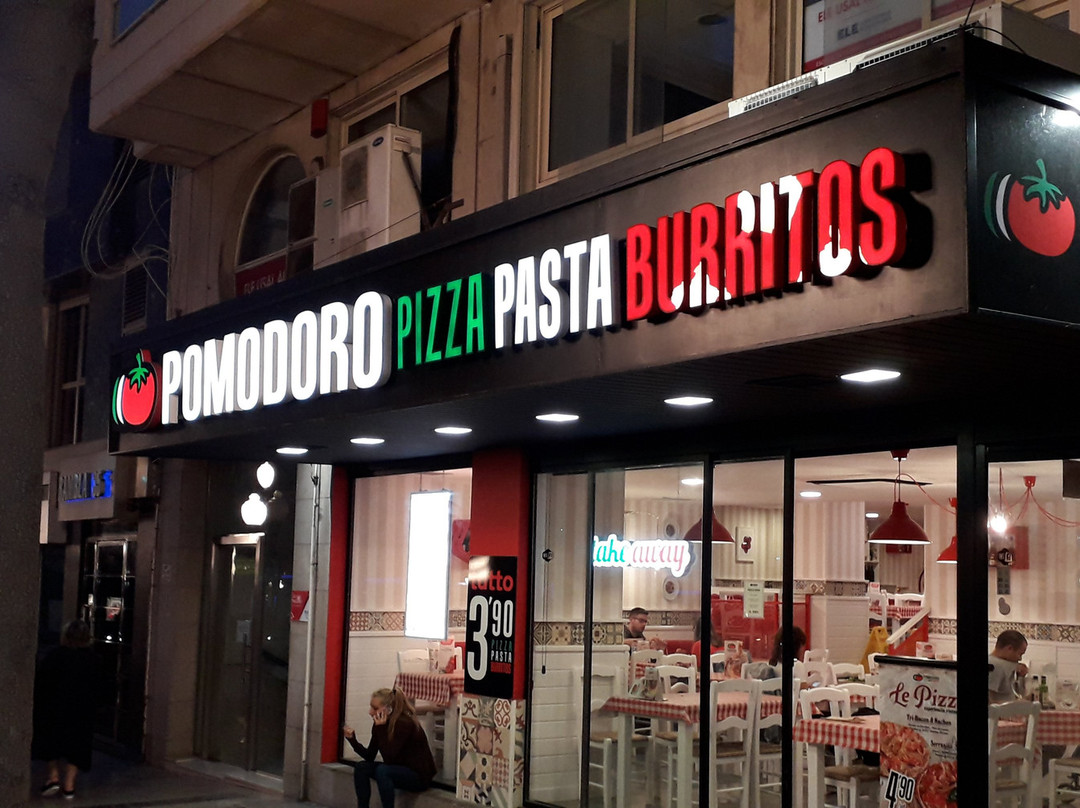 POMODORO PIZZA PASTA BURRITOS
take away
tutto
3'90
PIZZA
PASTA
BURRITOS
Le Pizz
4'90